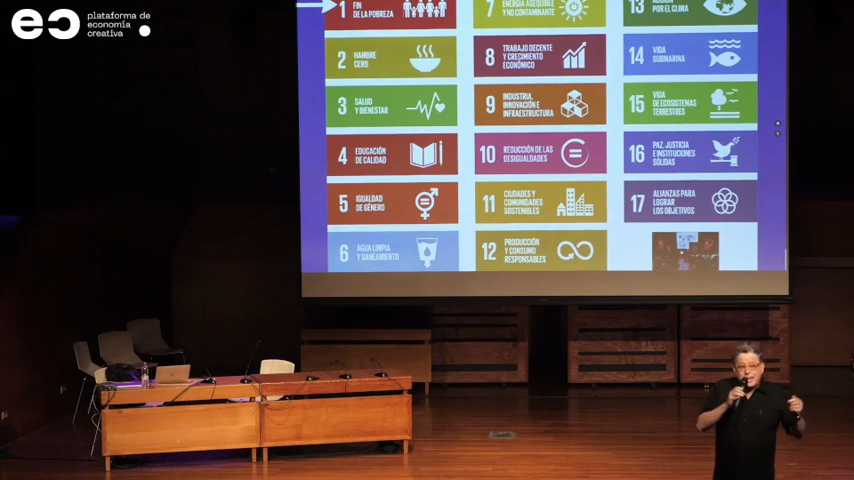 plataforma de
economía
creativa
1 FIN
DE LA POBREZA
7 ENERGÍA ASEQUIBLE
Y NO CONTAMINANTE
13
POR EL CLIMA
2 HAMBRE
CERO
8 TRABAJO DECENTE
Y CRECIMIENTO
ECONÓMICO
14 VIDA
SUBMARINA
3 SALUD
Y BIENESTAR
9 INDUSTRIA,
INNOVACIÓN E
INFRAESTRUCTURA
15 VIDA
DE ECOSISTEMAS
TERRESTRES
4 EDUCACIÓN
DE CALIDAD
10 REDUCCIÓN DE LAS
DESIGUALDADES
16 PAZ, JUSTICIA
E INSTITUCIONES
SÓLIDAS
5 IGUALDAD
DE GÉNERO
11 CIUDADES Y
COMUNIDADES
SOSTENIBLES
17 ALIANZAS PARA
LOGRAR
LOS OBJETIVOS
6 AGUA LIMPIA
Y SANEAMIENTO
12 PRODUCCIÓN
Y CONSUMO
RESPONSABLES